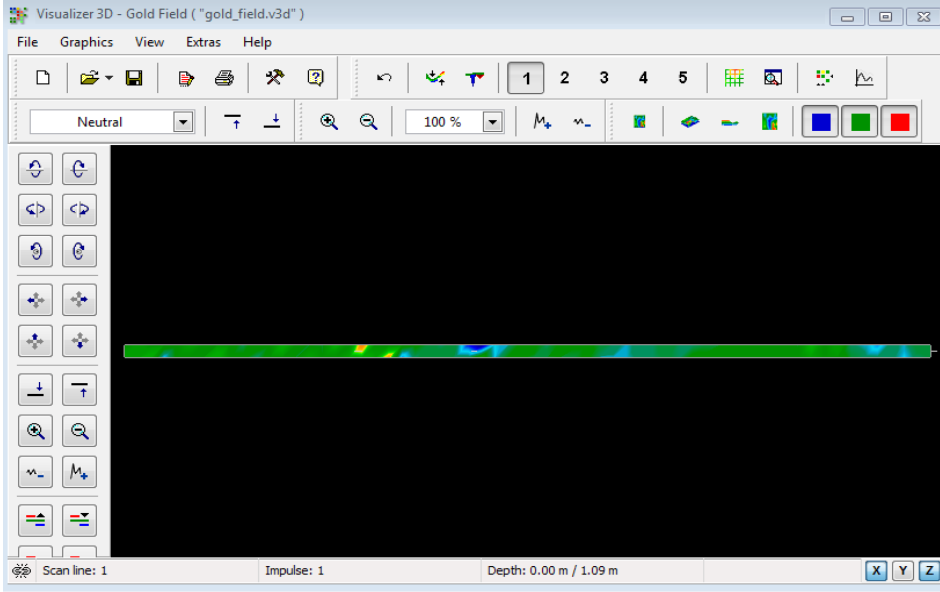 Visualizer 3D - Gold Field ( "gold_field.v3d" )
File Graphics View Extras Help
1 2 3 4 5
Neutral 100 % M+ ~-
Scan line: 1 Impulse: 1 Depth: 0.00 m / 1.09 m X Y Z